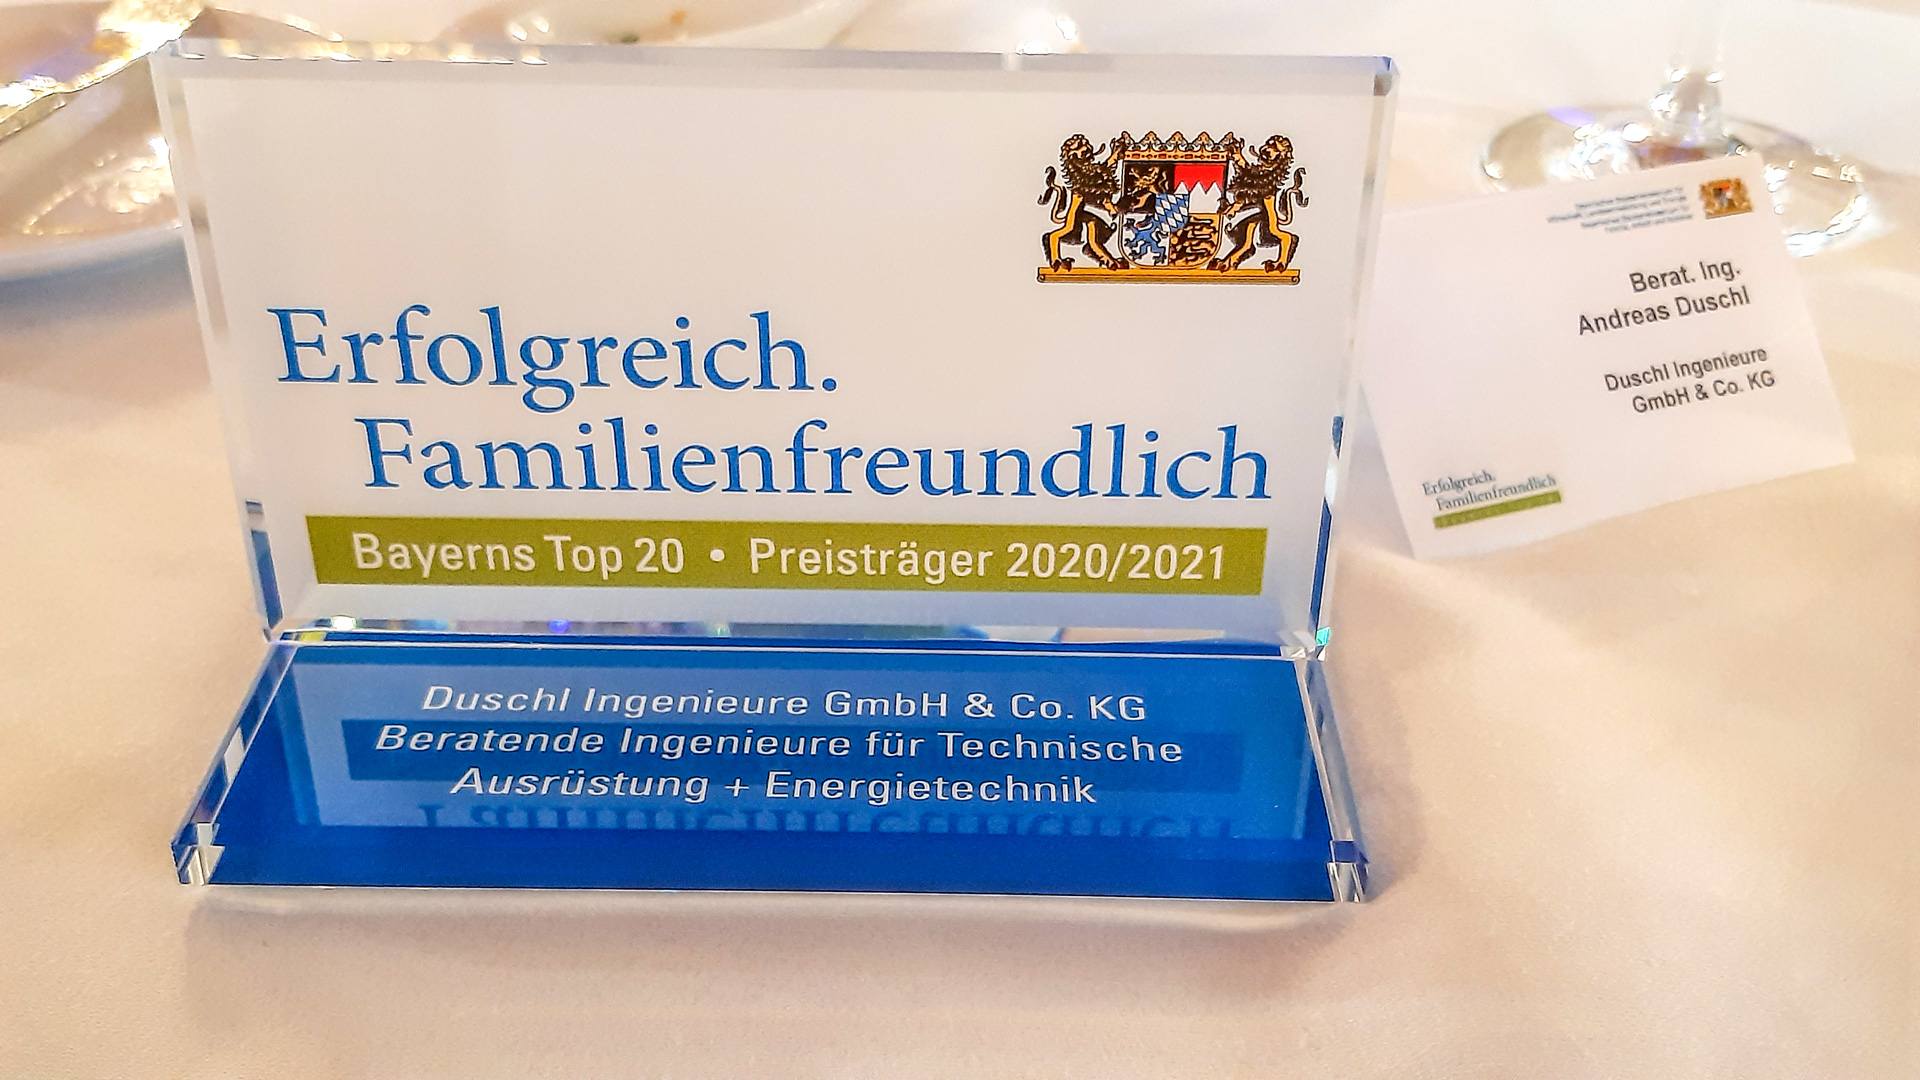 Erfolgreich.
Familienfreundlich
Bayerns Top 20 • Preisträger 2020/2021
Duschl Ingenieure GmbH & Co. KG
Beratende Ingenieure für Technische
Ausrüstung + Energietechnik
Berat. Ing.
Andreas Duschl
Duschl Ingenieure
GmbH & Co. KG
Erfolgreich.
Familienfreundlich